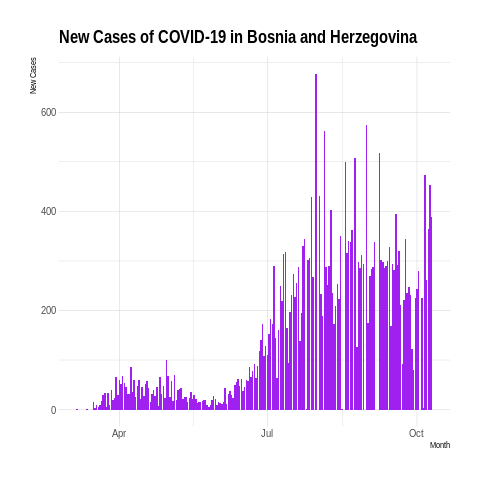 New Cases of COVID-19 in Bosnia and Herzegovina
New Cases
600
400
200
0
Apr
Jul
Oct
Month